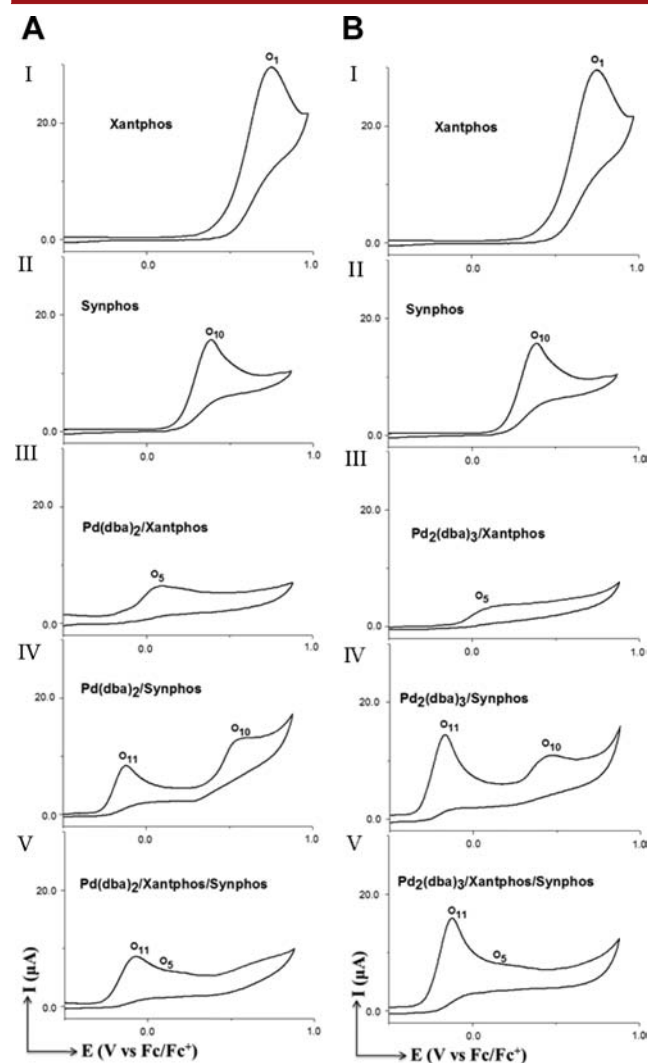 A
B
I
O1
20.0
Xantphos
0.0
0.0
1.0
I
O1
20.0
Xantphos
0.0
0.0
1.0
II
Synphos
20.0
O10
0.0
0.0
1.0
II
Synphos
20.0
O10
0.0
0.0
1.0
III
20.0
Pd(dba)2/Xantphos
O5
0.0
0.0
1.0
III
20.0
Pd2(dba)3/Xantphos
O5
0.0
0.0
1.0
IV
Pd(dba)2/Synphos
20.0
O11
O10
0.0
0.0
1.0
IV
Pd2(dba)3/Synphos
20.0
O11
O10
0.0
0.0
1.0
V
Pd(dba)2/Xantphos/Synphos
20.0
O11
O5
0.0
0.0
1.0
I (μA)
E (V vs Fc/Fc+)
V
Pd2(dba)3/Xantphos/Synphos
20.0
O11
O5
0.0
0.0
1.0
I (μA)
E (V vs Fc/Fc+)